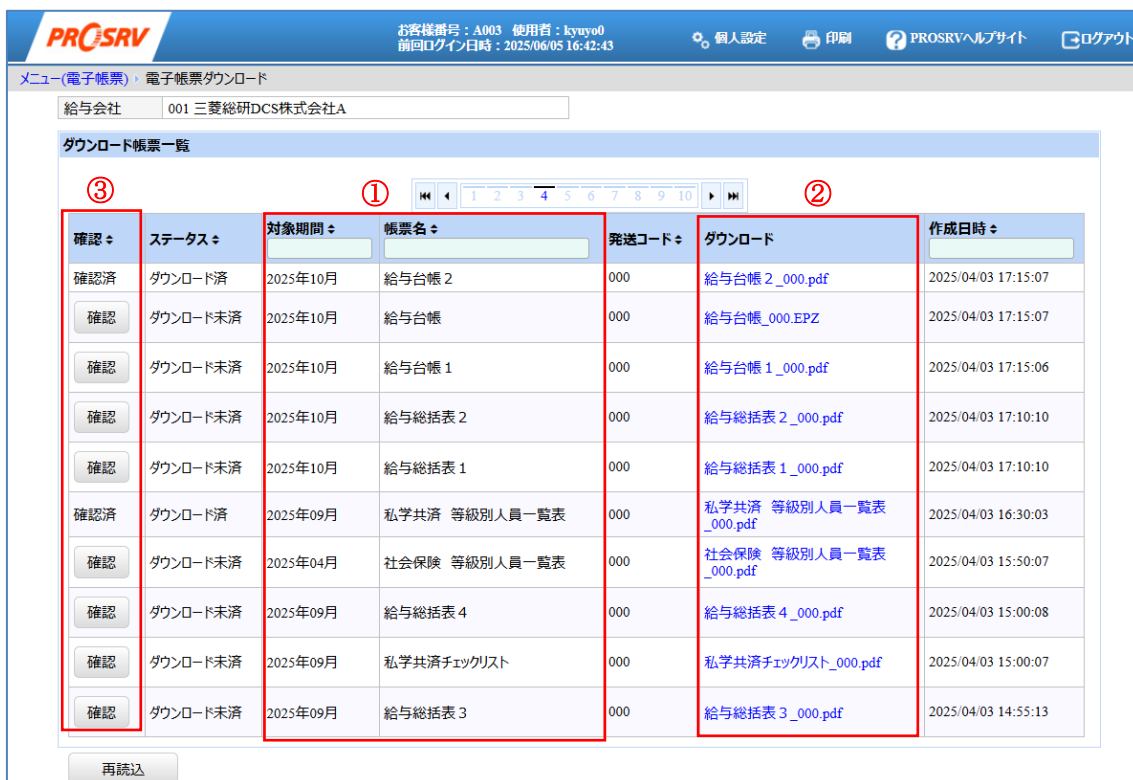 PROSRV
お客様番号：A003 使用者：kyuyo0
前回ログイン日時：2025/06/05 16:42:43
個人設定
印刷
PROSRVヘルプサイト
ログアウト
メニュー(電子帳票) › 電子帳票ダウンロード
給与会社 001 三菱総研DCS株式会社A
ダウンロード帳票一覧
③ ① ②
1 2 3 4 5 6 7 8 9 10
確認 ステータス 対象期間 帳票名 発送コード ダウンロード 作成日時
確認済 ダウンロード済 2025年10月 給与台帳２ 000 給与台帳２_000.pdf 2025/04/03 17:15:07
確認 ダウンロード未済 2025年10月 給与台帳 000 給与台帳_000.EPZ 2025/04/03 17:15:07
確認 ダウンロード未済 2025年10月 給与台帳１ 000 給与台帳１_000.pdf 2025/04/03 17:15:06
確認 ダウンロード未済 2025年10月 給与総括表２ 000 給与総括表２_000.pdf 2025/04/03 17:10:10
確認 ダウンロード未済 2025年10月 給与総括表１ 000 給与総括表１_000.pdf 2025/04/03 17:10:10
確認済 ダウンロード済 2025年09月 私学共済　等級別人員一覧表 000 私学共済　等級別人員一覧表
_000.pdf 2025/04/03 16:30:03
確認 ダウンロード未済 2025年04月 社会保険　等級別人員一覧表 000 社会保険　等級別人員一覧表
_000.pdf 2025/04/03 15:50:07
確認 ダウンロード未済 2025年09月 給与総括表４ 000 給与総括表４_000.pdf 2025/04/03 15:00:08
確認 ダウンロード未済 2025年09月 私学共済チェックリスト 000 私学共済チェックリスト_000.pdf 2025/04/03 15:00:07
確認 ダウンロード未済 2025年09月 給与総括表３ 000 給与総括表３_000.pdf 2025/04/03 14:55:13
再読込